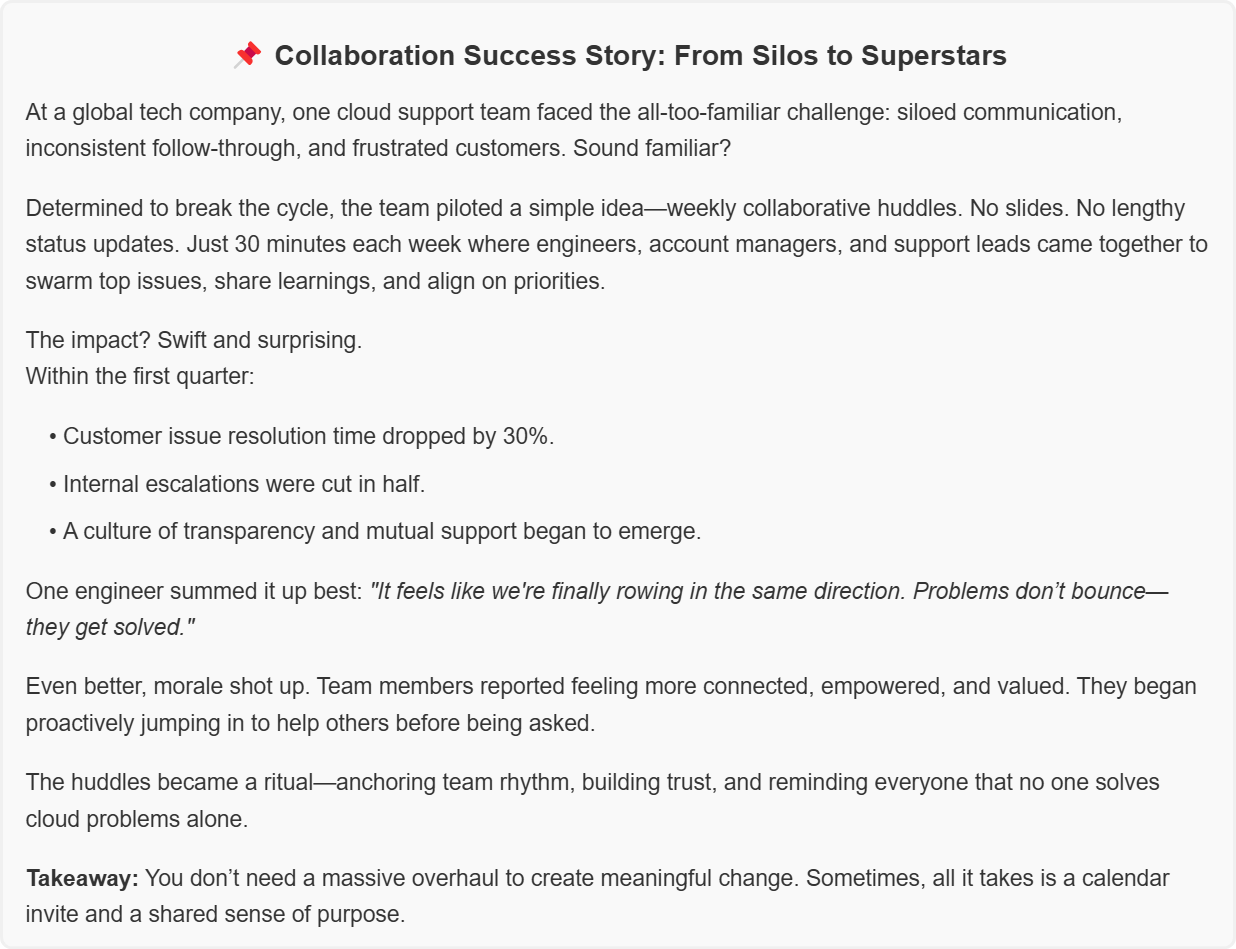 📌 Collaboration Success Story: From Silos to Superstars
At a global tech company, one cloud support team faced the all-too-familiar challenge: siloed communication,
inconsistent follow-through, and frustrated customers. Sound familiar?
Determined to break the cycle, the team piloted a simple idea—weekly collaborative huddles. No slides. No lengthy
status updates. Just 30 minutes each week where engineers, account managers, and support leads came together to
swarm top issues, share learnings, and align on priorities.
The impact? Swift and surprising.
Within the first quarter:
• Customer issue resolution time dropped by 30%.
• Internal escalations were cut in half.
• A culture of transparency and mutual support began to emerge.
One engineer summed it up best: "It feels like we're finally rowing in the same direction. Problems don’t bounce—
they get solved."
Even better, morale shot up. Team members reported feeling more connected, empowered, and valued. They began
proactively jumping in to help others before being asked.
The huddles became a ritual—anchoring team rhythm, building trust, and reminding everyone that no one solves
cloud problems alone.
Takeaway: You don’t need a massive overhaul to create meaningful change. Sometimes, all it takes is a calendar
invite and a shared sense of purpose.